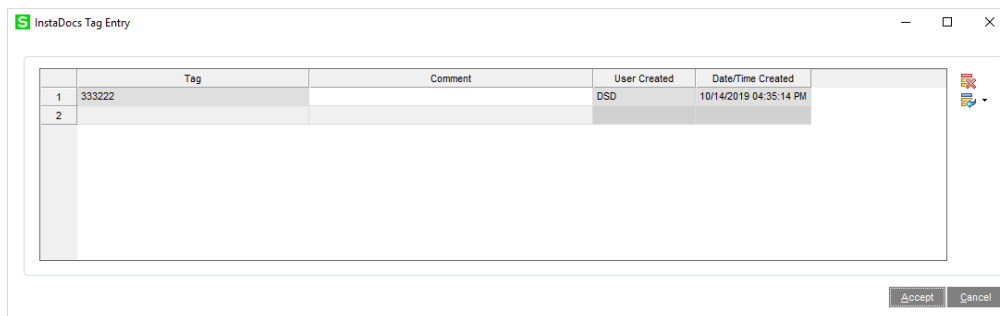 S InstaDocs Tag Entry
Tag Comment User Created Date/Time Created
1 333222 DSD 10/14/2019 04:35:14 PM
2
Accept Cancel